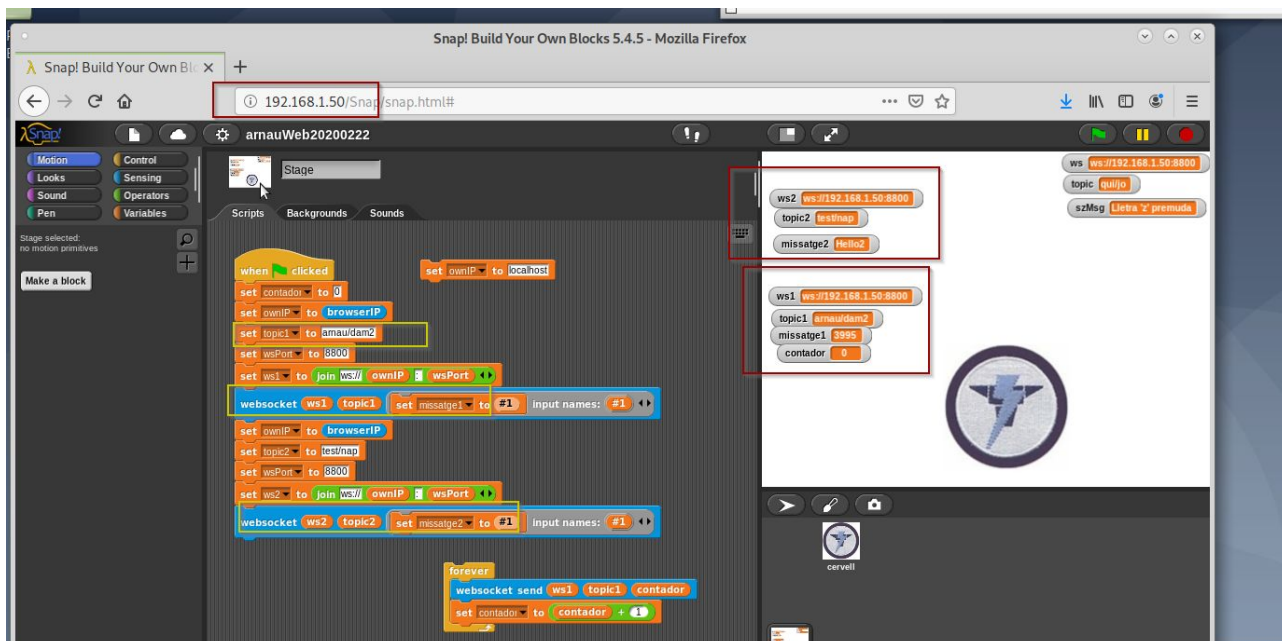 Snap! Build Your Own Blocks 5.4.5 - Mozilla Firefox
λ Snap! Build Your Own Blo
192.168.1.50/Snap/snap.html#
λSnap!
arnauWeb20200222
Motion Control
Looks Sensing
Sound Operators
Pen Variables
Stage selected:
no motion primitives
Make a block
Stage
Scripts Backgrounds Sounds
when clicked
set contador to 0
set ownIP to browserIP
set topic1 to arnau/dam2
set wsPort to 8800
set ws1 to join ws:// ownIP : wsPort
websocket ws1 topic1 set missatge1 to #1 input names: #1
set ownIP to browserIP
set topic2 to test/nap
set wsPort to 8800
set ws2 to join ws:// ownIP : wsPort
websocket ws2 topic2 set missatge2 to #1 input names: #1
set ownIP to localhost
forever
websocket send ws1 topic1 contador
set contador to contador + 1
ws2 ws://192.168.1.50:8800
topic2 test/nap
missatge2 Hello2
ws1 ws://192.168.1.50:8800
topic1 arnau/dam2
missatge1 3995
contador 0
ws ws://192.168.1.50:8800
topic qui/jo
szMsg Lletra 'z' premuda
cervell